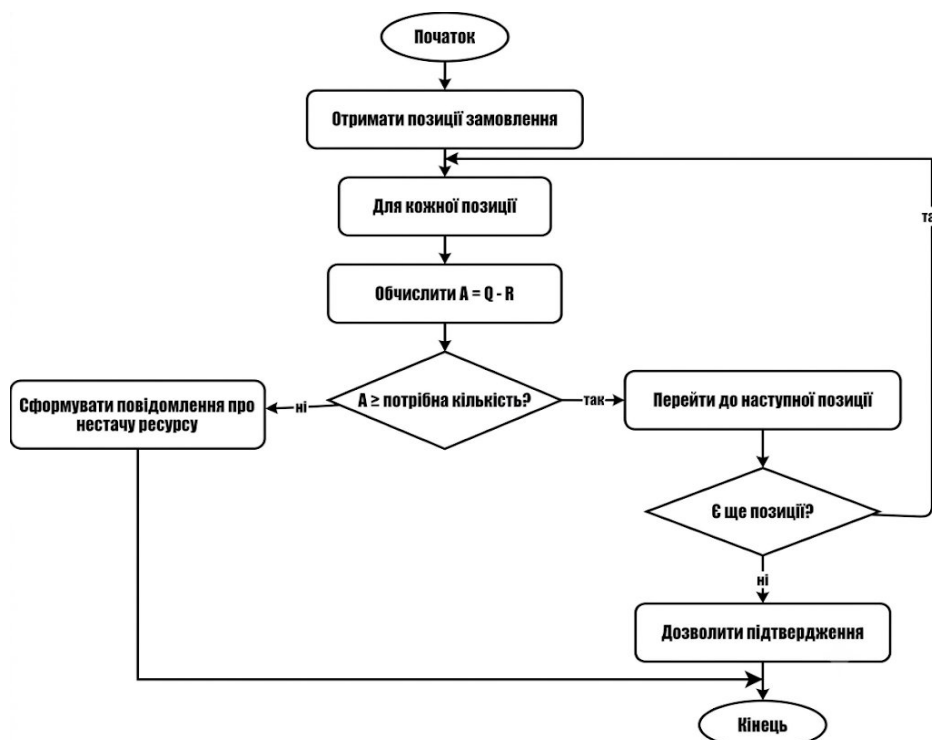 Початок
Отримати позиції замовлення
Для кожної позиції
Обчислити A = Q - R
A ≥ потрібна кількість?
ні
так
Сформувати повідомлення про
нестачу ресурсу
Перейти до наступної позиції
Є ще позиції?
ні
Дозволити підтвердження
Кінець